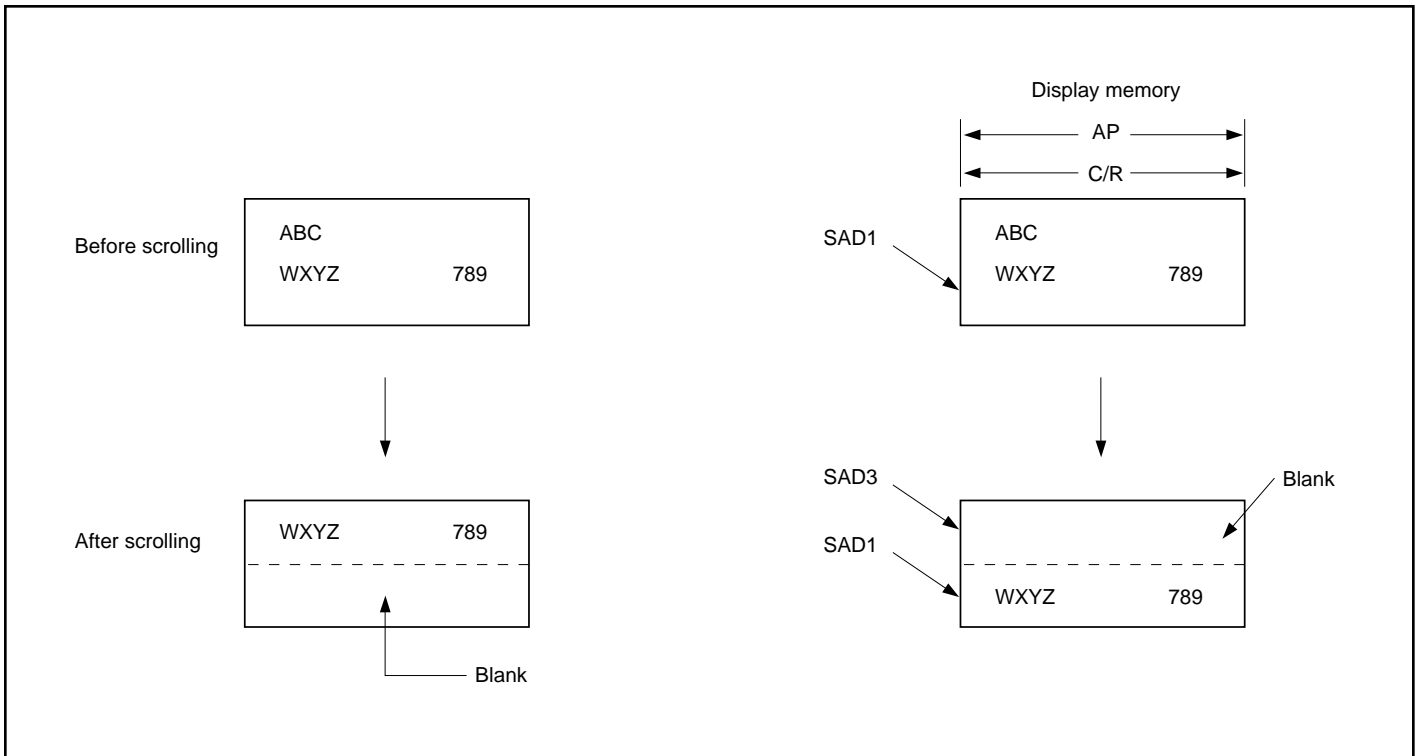 Display memory
AP
C/R
Before scrolling
ABC
WXYZ 789
SAD1
ABC
WXYZ 789
After scrolling
WXYZ 789
Blank
SAD3
SAD1
Blank
WXYZ 789